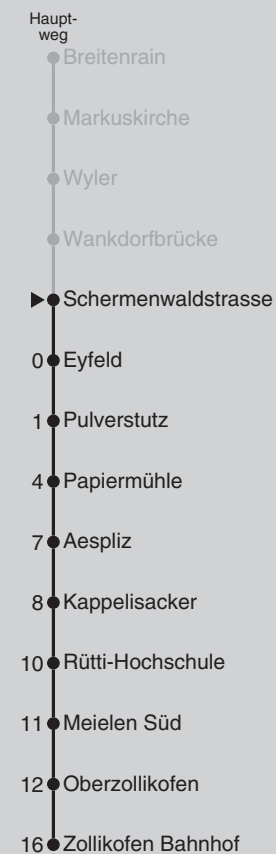 Haupt-
weg
Breitenrain
Markuskirche
Wyler
Wankdorfbrücke
Schermenwaldstrasse
0 Eyfeld
1 Pulverstutz
4 Papiermühle
7 Aespliz
8 Kappelisacker
10 Rütti-Hochschule
11 Meielen Süd
12 Oberzollikofen
16 Zollikofen Bahnhof